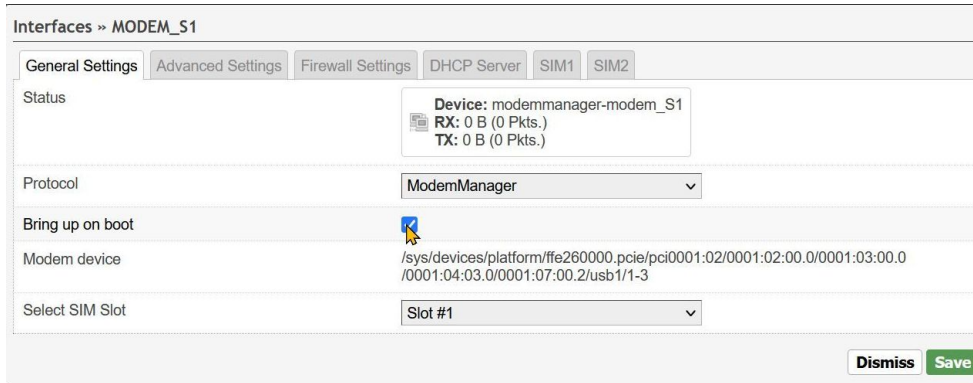 Interfaces » MODEM_S1
General Settings Advanced Settings Firewall Settings DHCP Server SIM1 SIM2
Status
Device: modemmanager-modem_S1
RX: 0 B (0 Pkts.)
TX: 0 B (0 Pkts.)
Protocol ModemManager
Bring up on boot
Modem device /sys/devices/platform/ffe260000.pcie/pci0001:02/0001:02:00.0/0001:03:00.0
/0001:04:03.0/0001:07:00.2/usb1/1-3
Select SIM Slot Slot #1
Dismiss Save